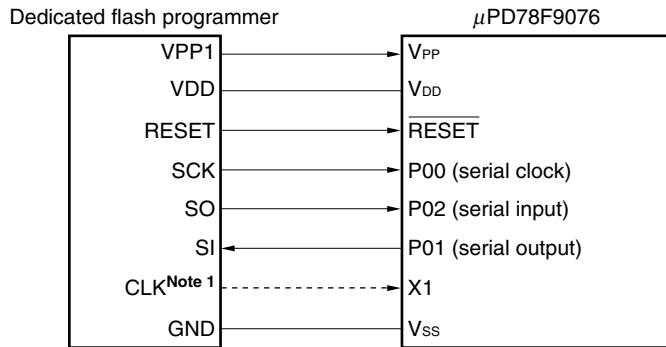 Dedicated flash programmer μPD78F9076
VPP1 VPP
VDD VDD
RESET RESET
SCK P00 (serial clock)
SO P02 (serial input)
SI P01 (serial output)
CLKNote 1 X1
GND VSS